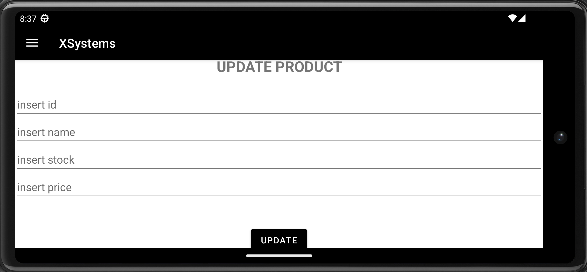 8:37
XSystems
UPDATE PRODUCT
insert id
insert name
insert stock
insert price
UPDATE